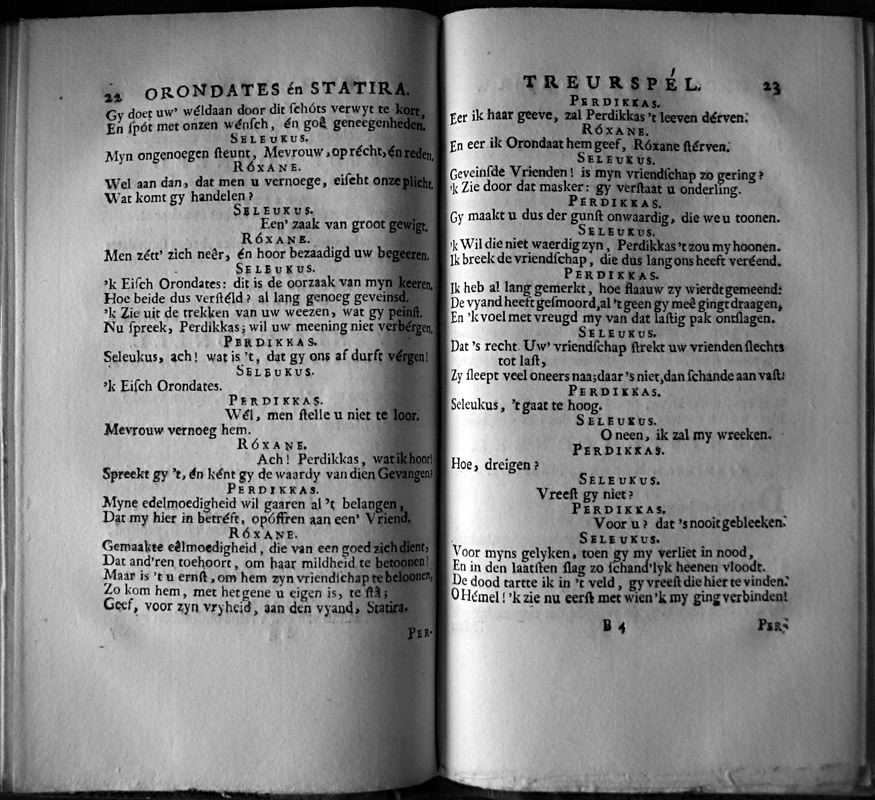 22 ORONDATES én STATIRA.
Gy doet uw' wéldaan door dit ſchóts verwyt te kort,
En ſpót met onzen wénſch, én goê geneegenheden.
SELEUKUS.
Myn ongenoegen ſteunt, Mevrouw, op récht, én reden.
RÓXANE.
Wel aan dan, dat men u vernoege, eiſcht onze plicht.
Wat komt gy handelen?
SELEUKUS.
Een' zaak van groot gewigt.
RÓXANE.
Men zétt' zich neêr, én hoor bezaadigd uw begeeren.
SELEUKUS.
'k Eiſch Orondates: dit is de oorzaak van myn keeren,
Hoe beide dus verſtéld? al lang genoeg geveinsd.
'k Zie uit de trekken van uw weezen, wat gy peinſt.
Nu ſpreek, Perdikkas; wil uw meening niet verbérgen,
PERDIKKAS.
Seleukus, ach! wat is 't, dat gy ons af durft vérgen!
SELEUKUS.
'k Eiſch Orondates.
PERDIKKAS.
Wél, men ſtelle u niet te loor.
Mevrouw vernoeg hem.
RÓXANE.
Ach! Perdikkas, wat ik hoor!
Spreekt gy 't, én ként gy de waardy van dien Gevangen?
PERDIKKAS.
Myne edelmoedigheid wil gaaren al 't belangen,
Dat my hier in betréft, opóffren aan een' Vriend.
RÓXANE.
Gemaakte eêlmoedigheid, die van een goed zich dient,
Dat and'ren toehoort, om haar mildheid te betoonen!
Maar is 't u ernſt, om hem zyn vriendſchap te beloonen,
Zo kom hem, met hetgene u eigen is, te ſtâ;
Geef, voor zyn vryheid, aan den vyand, Statira.
PER-
TREURSPÉL. 23
PERDIKKAS.
Eer ik haar geeve, zal Perdikkas 't leeven dérven.
RÓXANE.
En eer ik Orondaat hem geef, Róxane ſtérven.
SELEUKUS.
Geveinſde Vrienden! is myn vriendſchap zo gering?
'k Zie door dat masker: gy verſtaat u onderling.
PERDIKKAS.
Gy maakt u dus der gunſt onwaardig, die we u toonen.
SELEUKUS.
'k Wil die niet waerdig zyn, Perdikkas 't zou my hoonen.
Ik breek de vriendſchap, die dus lang ons heeft veréend.
PERDIKKAS.
Ik heb al lang gemerkt, hoe flaauw zy wierdt gemeend:
De vyand heeft geſmoord, al 't geen gy meê gingt draagen,
En 'k voel met vreugd my van dat laſtig pak ontſlagen.
SELEUKUS.
Dat 's recht. Uw' vriendſchap ſtrekt uw vrienden ſlechts
tot laſt,
Zy ſleept veel oneers naa; daar 's niet, dan ſchande aan vaſt.
PERDIKKAS.
Seleukus, 't gaat te hoog.
SELEUKUS.
O neen, ik zal my wreeken.
PERDIKKAS.
Hoe, dreigen?
SELEUKUS.
Vreeſt gy niet?
PERDIKKAS.
Voor u? dat 's nooit gebleeken.
SELEUKUS.
Voor myns gelyken, toen gy my verliet in nood,
En in den laatſten ſlag zo ſchand'lyk heenen vloodt.
De dood tartte ik in 't veld, gy vreeſt die hier te vinden.
O Hémel! 'k zie nu eerſt met wien 'k my ging verbinden!
B 4 PER-